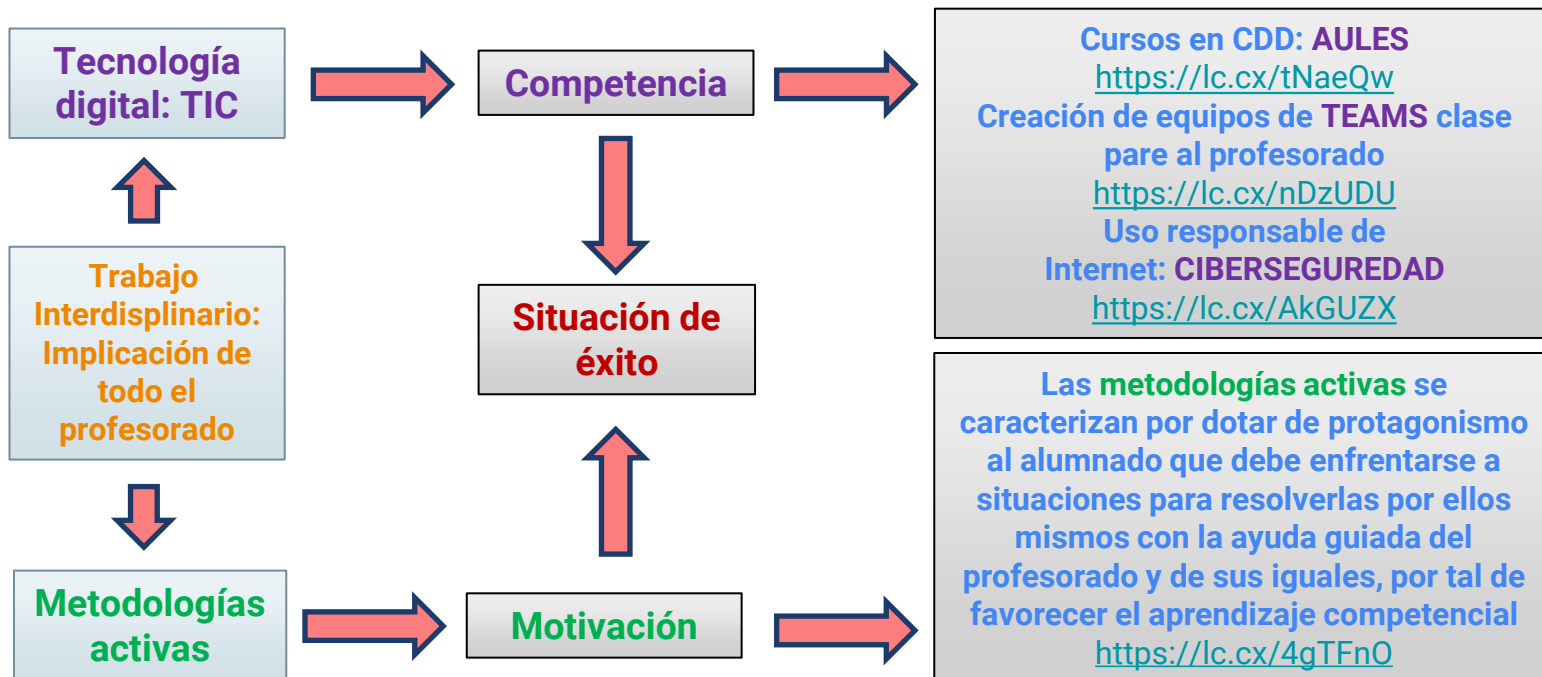 Tecnología
digital: TIC
Competencia
Cursos en CDD: AULES
https://lc.cx/tNaeQw
Creación de equipos de TEAMS clase
pare al profesorado
https://lc.cx/nDzUDU
Uso responsable de
Internet: CIBERSEGUREDAD
https://lc.cx/AkGUZX
Trabajo
Interdisplinario:
Implicación de
todo el
profesorado
Situación de
éxito
Metodologías
activas
Motivación
Las metodologías activas se
caracterizan por dotar de protagonismo
al alumnado que debe enfrentarse a
situaciones para resolverlas por ellos
mismos con la ayuda guiada del
profesorado y de sus iguales, por tal de
favorecer el aprendizaje competencial
https://lc.cx/4gTFnO